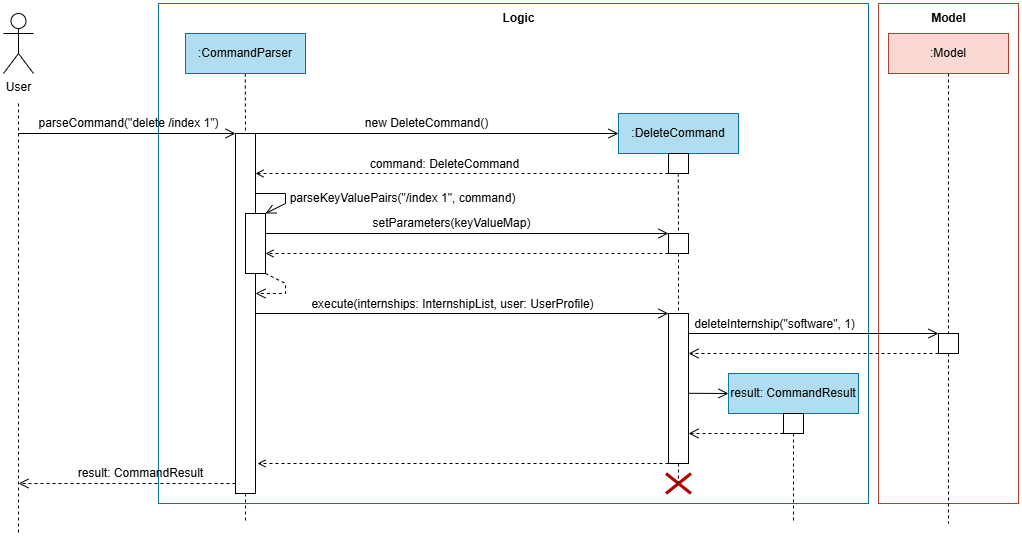 Logic
Model
:CommandParser
:Model
User
parseCommand("delete /index 1")
new DeleteCommand()
:DeleteCommand
command: DeleteCommand
parseKeyValuePairs("/index 1", command)
setParameters(keyValueMap)
execute(internships: InternshipList, user: UserProfile)
deleteInternship("software", 1)
result: CommandResult
result: CommandResult